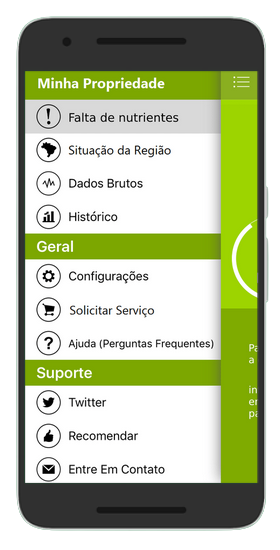 Minha Propriedade
Falta de nutrientes
Situação da Região
Dados Brutos
Histórico
Geral
Configurações
Solicitar Serviço
Ajuda (Perguntas Frequentes)
Suporte
Twitter
Recomendar
Entre Em Contato
Pa
a
in
er
pa